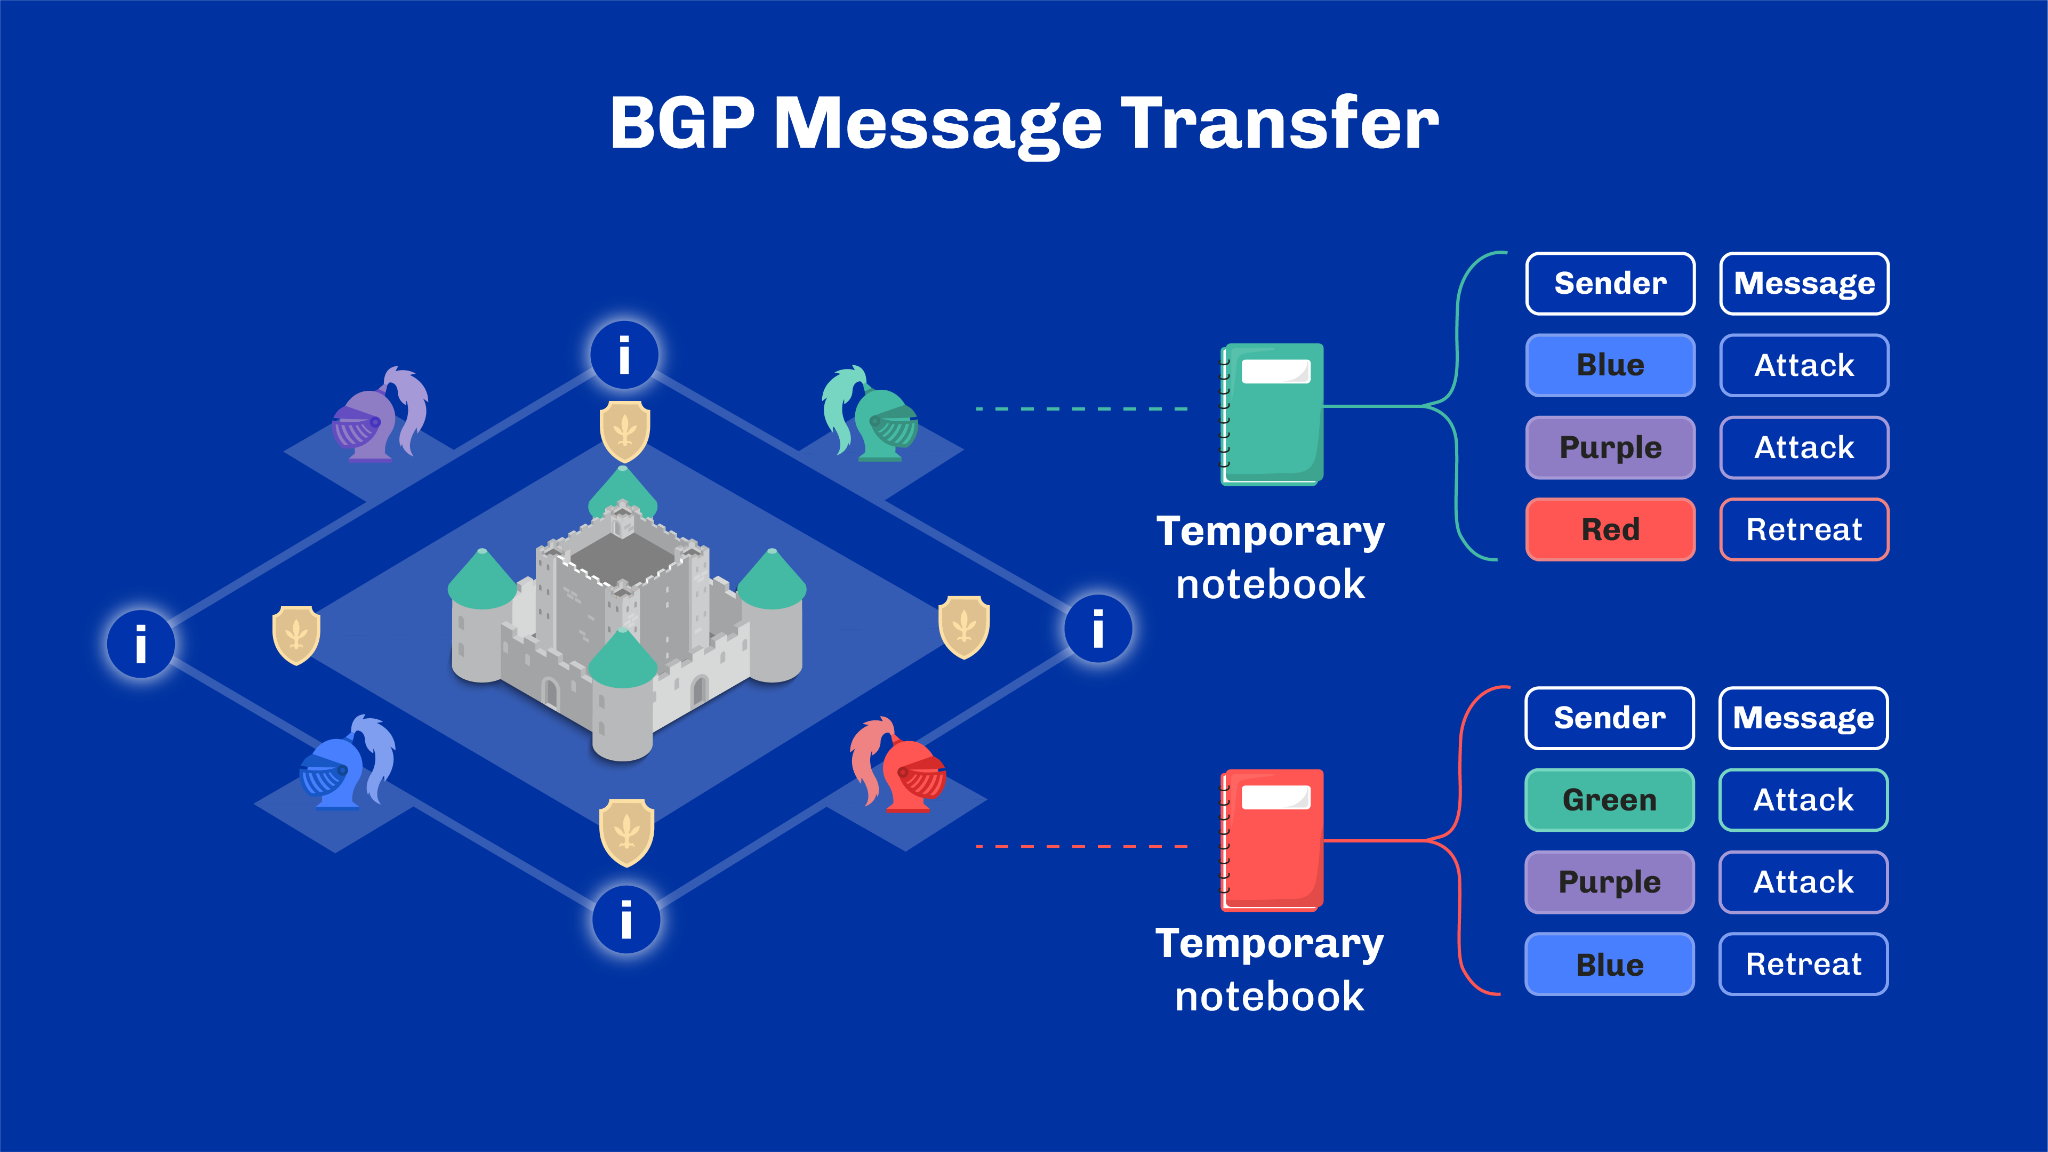 BGP Message Transfer
i
i
i
i
Temporary
notebook
Sender Message
Blue Attack
Purple Attack
Red Retreat
Temporary
notebook
Sender Message
Green Attack
Purple Attack
Blue Retreat